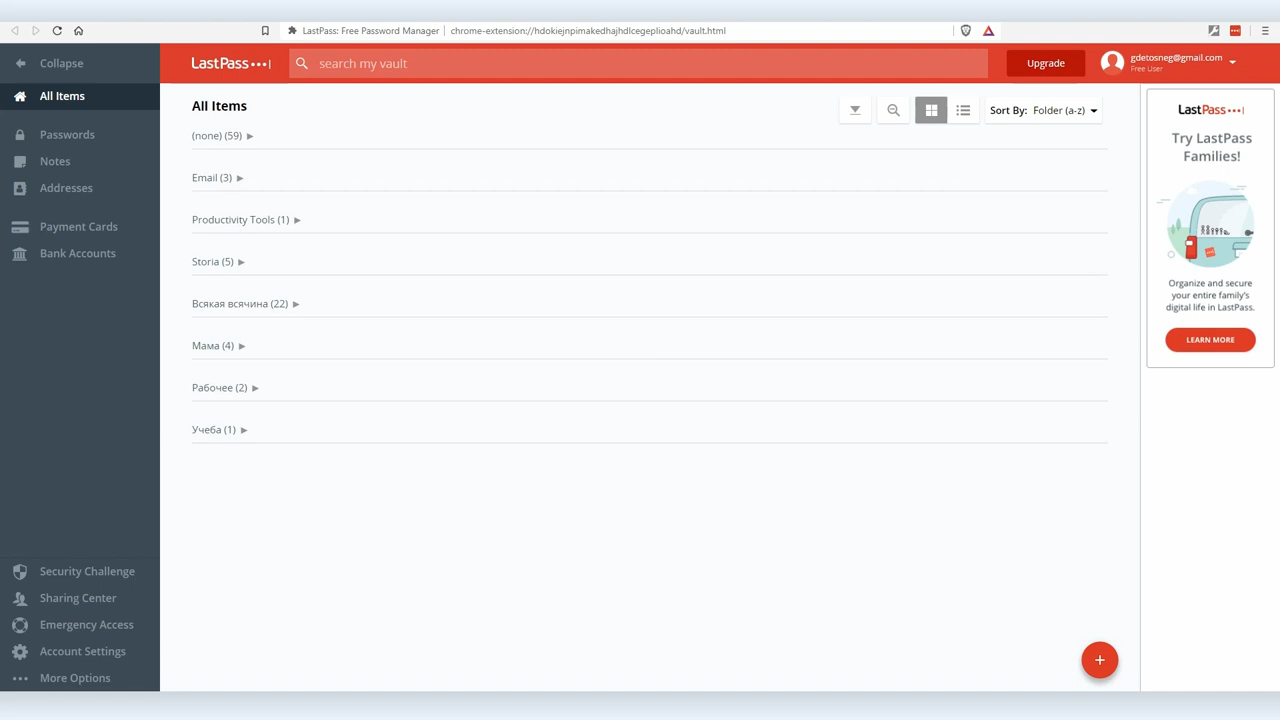 LastPass: Free Password Manager
chrome-extension://hdokiejnpimakedhajhdlcegeplioahd/vault.html
Collapse
LastPass
search my vault
Upgrade
gdetosneg@gmail.com
Free User
All Items
Passwords
Notes
Addresses
Payment Cards
Bank Accounts
Security Challenge
Sharing Center
Emergency Access
Account Settings
More Options
All Items
Sort By: Folder (a-z)
(none) (59)
Email (3)
Productivity Tools (1)
Storia (5)
Всякая всячина (22)
Мама (4)
Рабочее (2)
Учеба (1)
LastPass
Try LastPass
Families!
Organize and secure
your entire family's
digital life in LastPass.
LEARN MORE